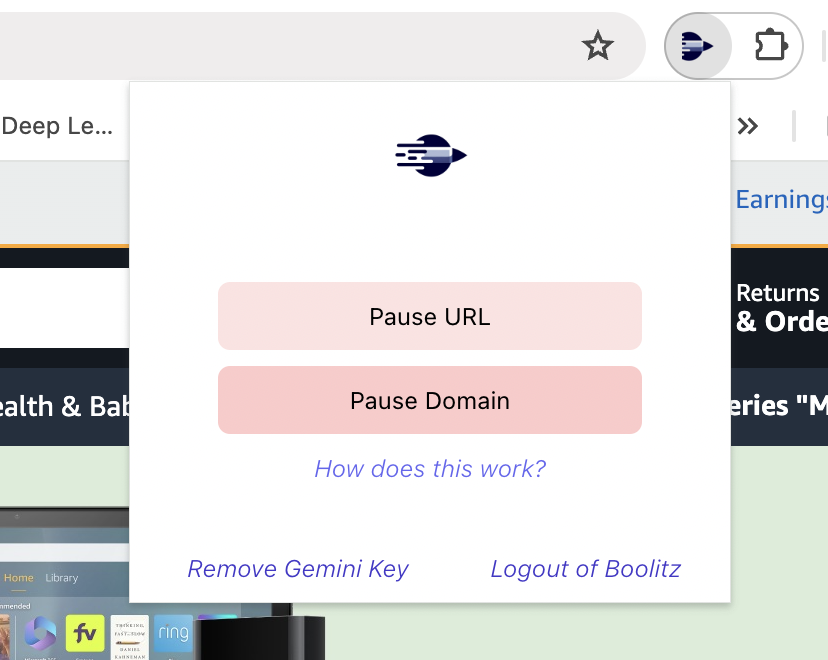 Deep Le...
Earnings
Returns
& Orde
ealth & Bab
eries "M
Pause URL
Pause Domain
How does this work?
Remove Gemini Key
Logout of Boolitz
Home Library
mmended
fv
THINKING,
FAST AND SLOW
DANIEL
KAHNEMAN
ring